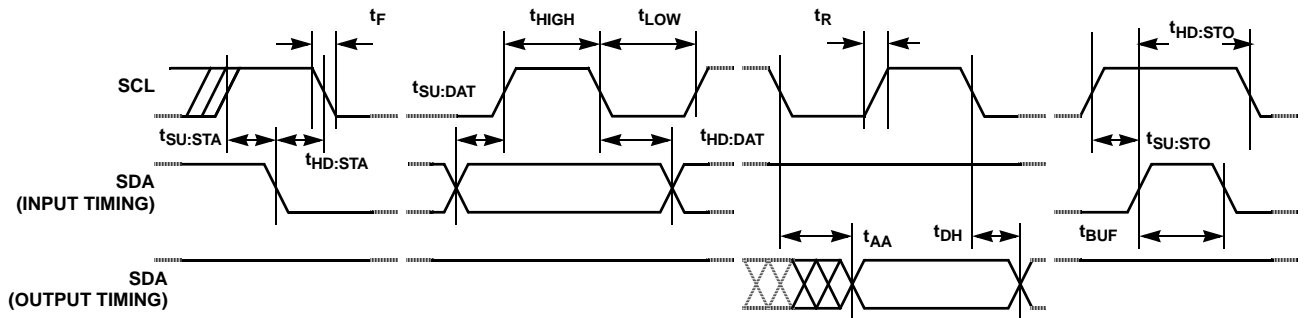 tF
tHIGH
tLOW
tR
tHD:STO
SCL
tSU:DAT
tSU:STA
tHD:STA
tHD:DAT
tSU:STO
SDA
(INPUT TIMING)
tAA
tDH
tBUF
SDA
(OUTPUT TIMING)